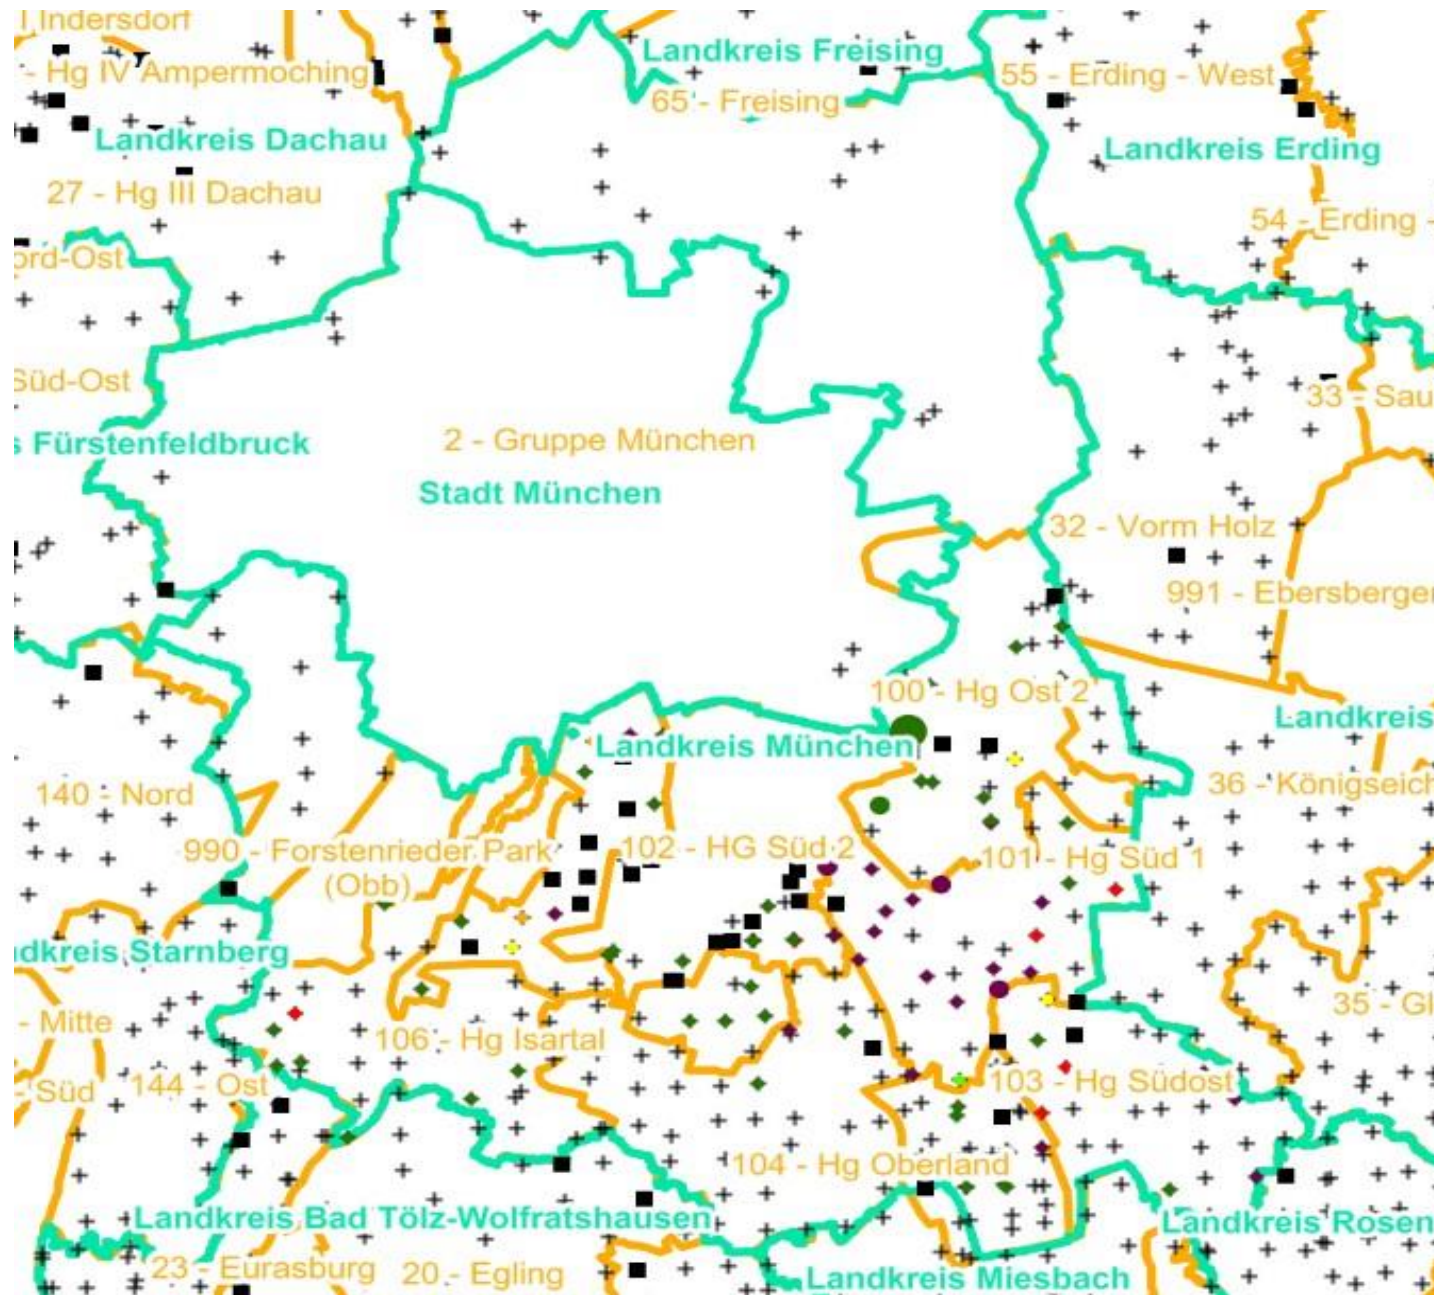 Indersdorf
Landkreis Freising
- Hg IV Ampermoching
55 - Erding - West
65 - Freising
Landkreis Dachau
Landkreis Erding
27 - Hg III Dachau
54 - Erding -
ord-Ost
Süd-Ost
33 - Sau
s Fürstenfeldbruck
2 - Gruppe München
Stadt München
32 - Vorm Holz
991 - Ebersberger
100 - Hg Ost 2
Landkreis
Landkreis München
36 - Königseich
140 - Nord
990 - Forstenrieder Park
(Obb)
102 - HG Süd 2
101 - Hg Süd 1
ndkreis Starnberg
35 - Gl
- Mitte
106 - Hg Isartal
- Süd
144 - Ost
103 - Hg Südost
104 - Hg Oberland
Landkreis Bad Tölz-Wolfratshausen
Landkreis Rosen
23 - Eurasburg
20 - Egling
Landkreis Miesbach